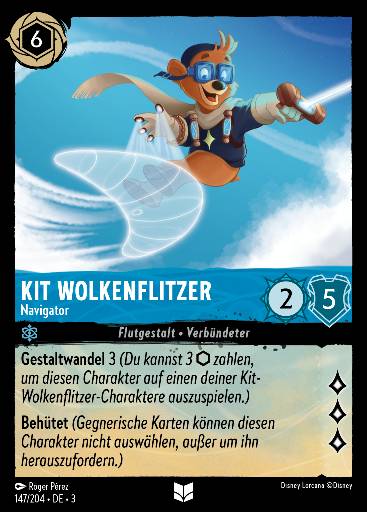 6
KIT WOLKENFLITZER
Navigator
2
5
Flutgestalt • Verbündeter
Gestaltwandel 3 (Du kannst 3 ⬡ zahlen,
um diesen Charakter auf einen deiner Kit-
Wolkenflitzer-Charaktere auszuspielen.)
Behütet (Gegnerische Karten können diesen
Charakter nicht auswählen, außer um ihn
herauszufordern.)
Roger Pérez
147/204 • DE • 3
Disney Lorcana ©Disney